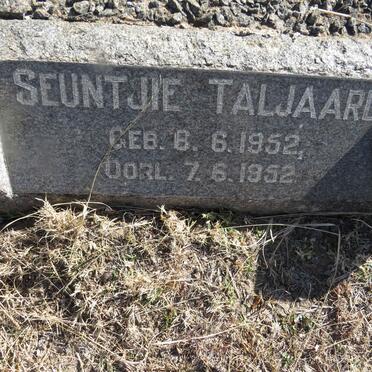 SEUNTJIE TALJAARD
GEB. 6. 6. 1952,
OORL. 7. 6. 1952